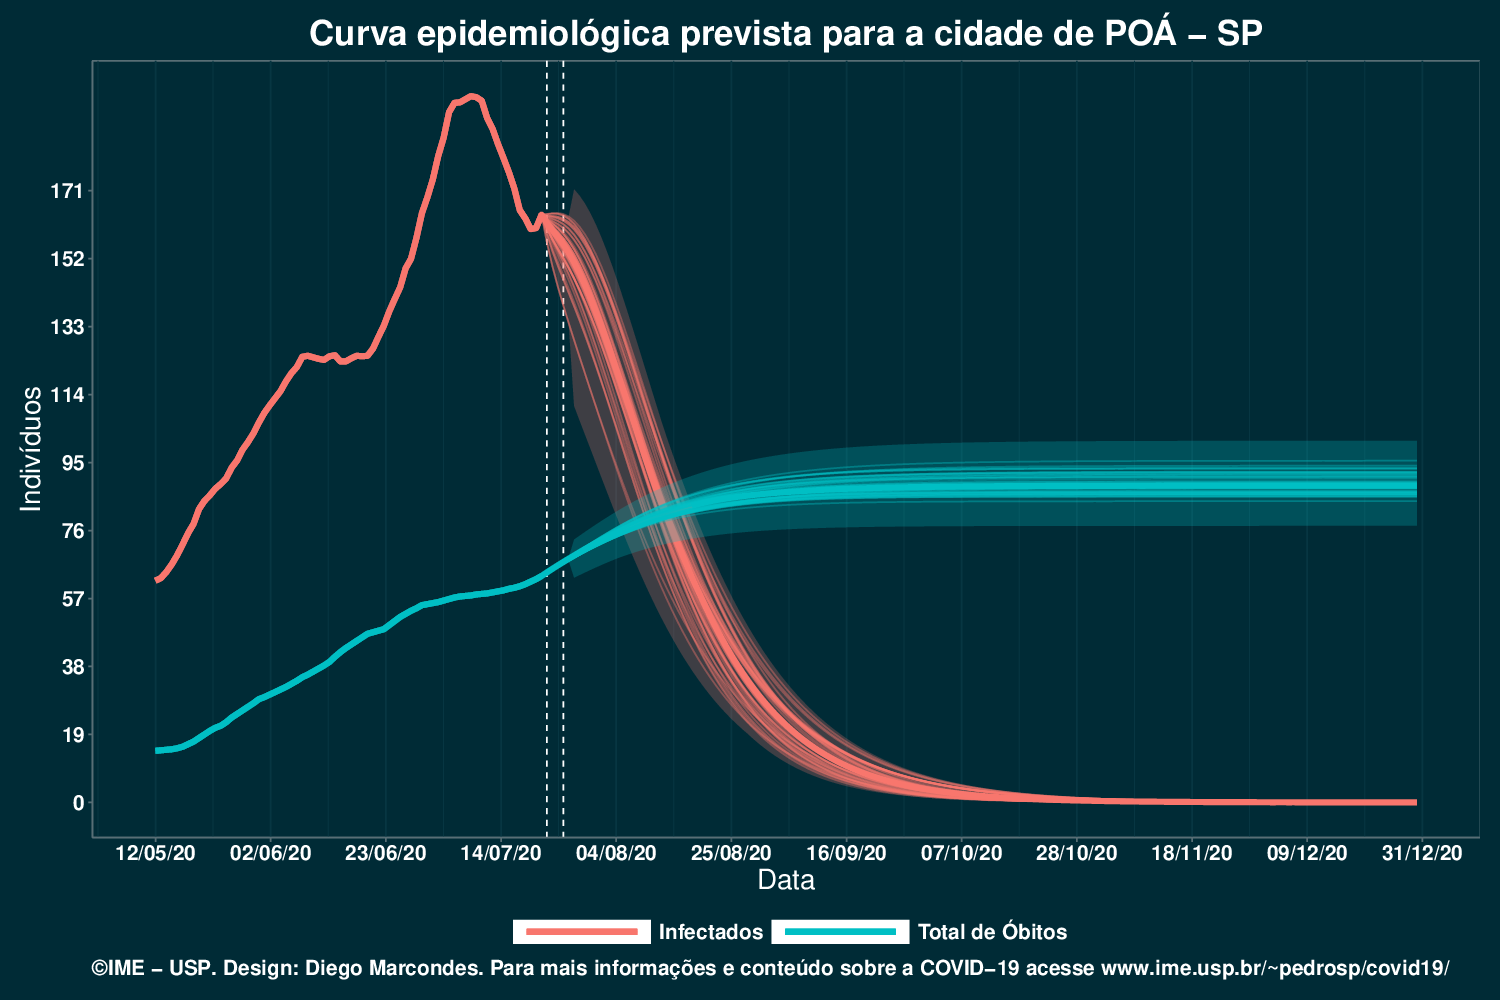 Curva epidemiológica prevista para a cidade de POÁ – SP
171
152
133
114
95
76
57
38
19
0
Indivíduos
12/05/20 02/06/20 23/06/20 14/07/20 04/08/20 25/08/20 16/09/20 07/10/20 28/10/20 18/11/20 09/12/20 31/12/20
Data
Infectados Total de Óbitos
©IME – USP. Design: Diego Marcondes. Para mais informações e conteúdo sobre a COVID–19 acesse www.ime.usp.br/~pedrosp/covid19/